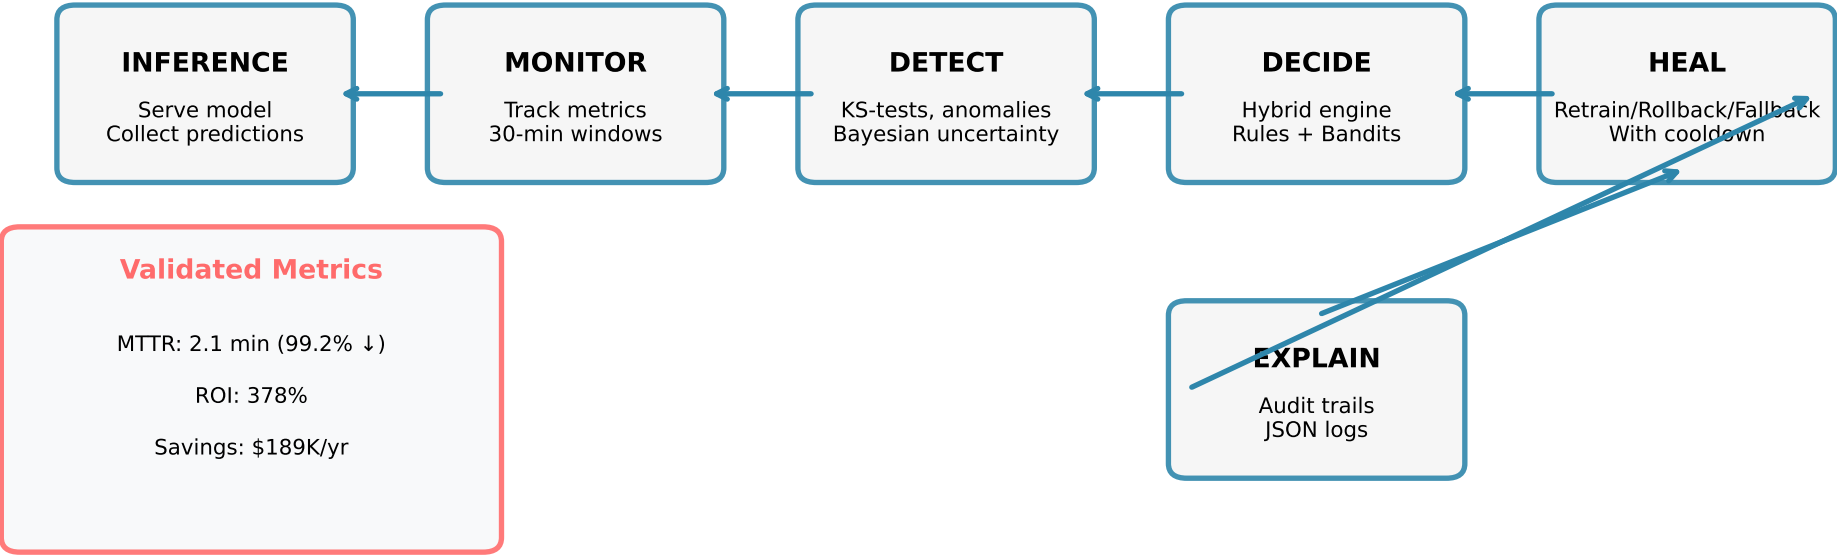 INFERENCE
Serve model
Collect predictions
MONITOR
Track metrics
30-min windows
DETECT
KS-tests, anomalies
Bayesian uncertainty
DECIDE
Hybrid engine
Rules + Bandits
HEAL
Retrain/Rollback/Fallback
With cooldown
Validated Metrics
MTTR: 2.1 min (99.2% ↓)
ROI: 378%
Savings: $189K/yr
EXPLAIN
Audit trails
JSON logs